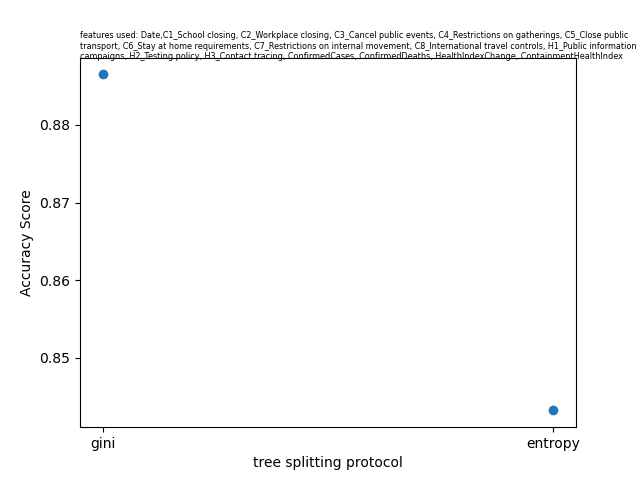 features used: Date,C1_School closing, C2_Workplace closing, C3_Cancel public events, C4_Restrictions on gatherings, C5_Close public
transport, C6_Stay at home requirements, C7_Restrictions on internal movement, C8_International travel controls, H1_Public information
campaigns, H2_Testing policy, H3_Contact tracing, ConfirmedCases, ConfirmedDeaths, HealthIndexChange, ContainmentHealthIndex
0.88
0.87
0.86
0.85
Accuracy Score
gini
entropy
tree splitting protocol